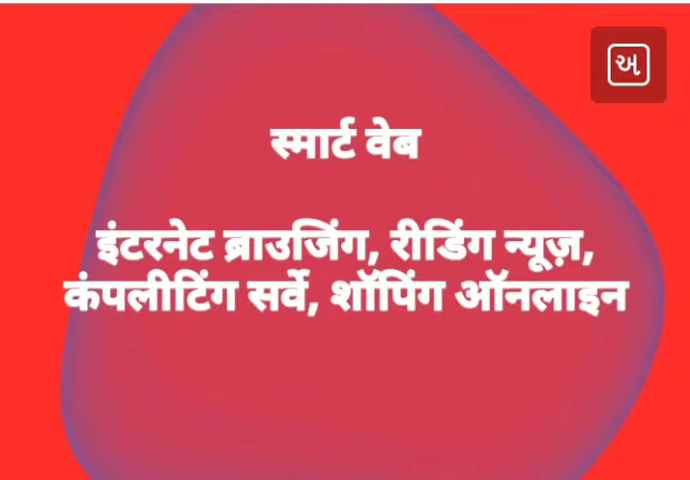 અ
स्मार्ट वेब
इंटरनेट ब्राउजिंग, रीडिंग न्यूज़,
कंपलीटिंग सर्वे, शॉपिंग ऑनलाइन